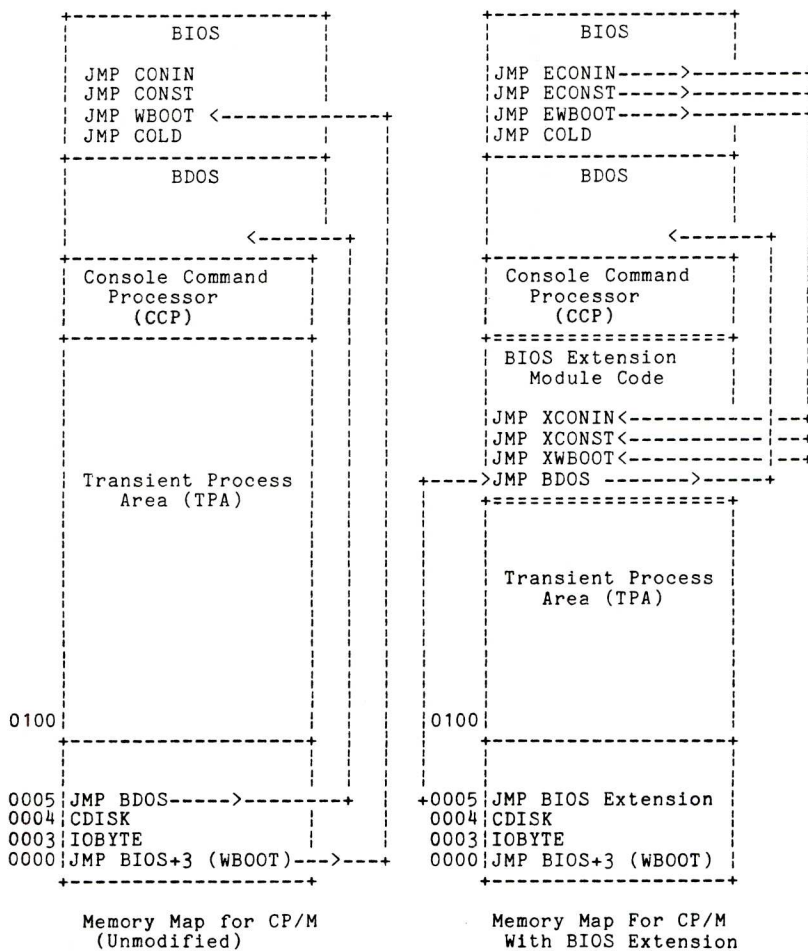 BIOS
JMP CONIN
JMP CONST
JMP WBOOT <
JMP COLD
BDOS
<
Console Command
Processor
(CCP)
Transient Process
Area (TPA)
0100
0005 JMP BDOS----->
0004 CDISK
0003 IOBYTE
0000 JMP BIOS+3 (WBOOT)--->
Memory Map for CP/M
(Unmodified)
BIOS
JMP ECONIN----->
JMP ECONST----->
JMP EWBOOT----->
JMP COLD
BDOS
<
Console Command
Processor
(CCP)
BIOS Extension
Module Code
JMP XCONIN<
JMP XCONST<
JMP XWBOOT<
>JMP BDOS ------->
Transient Process
Area (TPA)
0100
0005 JMP BIOS Extension
0004 CDISK
0003 IOBYTE
0000 JMP BIOS+3 (WBOOT)
Memory Map For CP/M
With BIOS Extension